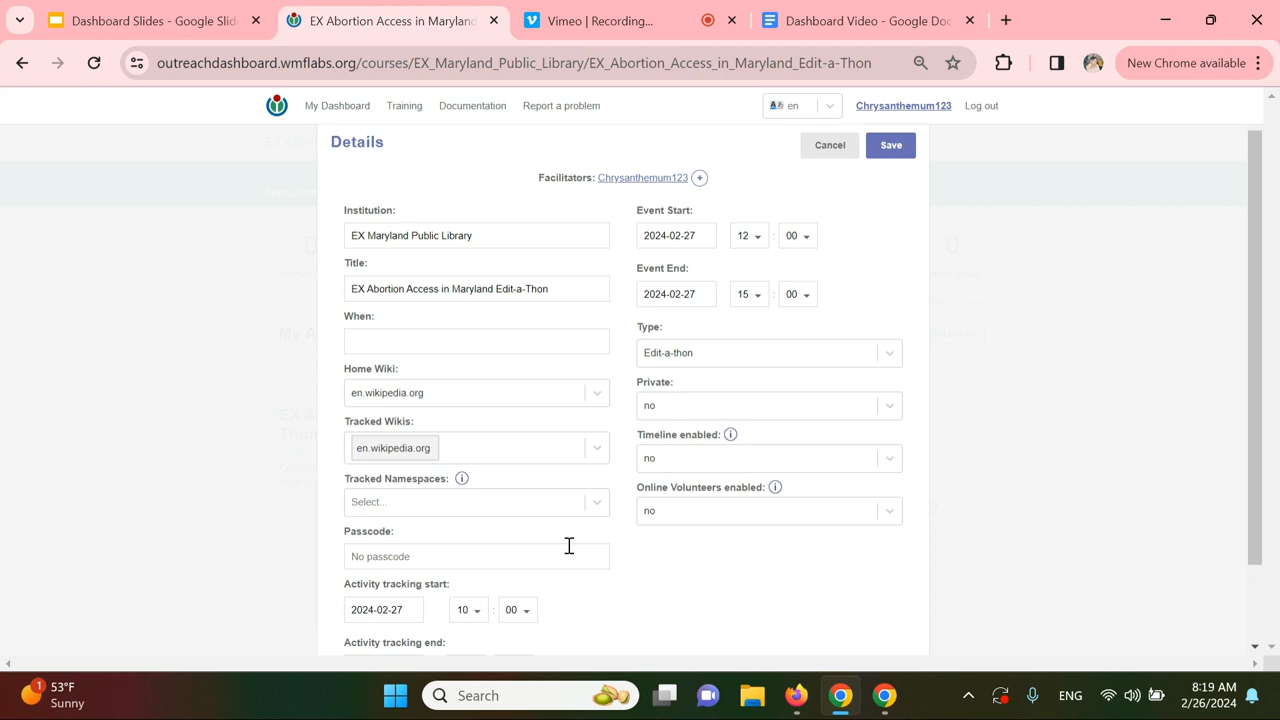 Dashboard Slides - Google Slid
EX Abortion Access in Maryland
Vimeo | Recording...
Dashboard Video - Google Doc
outreachdashboard.wmflabs.org/courses/EX_Maryland_Public_Library/EX_Abortion_Access_in_Maryland_Edit-a-Thon
New Chrome available
My Dashboard
Training
Documentation
Report a problem
en
Chrysanthemum123
Log out
Details
Cancel
Save
Facilitators: Chrysanthemum123 +
Institution:
EX Maryland Public Library
Title:
EX Abortion Access in Maryland Edit-a-Thon
When:
Home Wiki:
en.wikipedia.org
Tracked Wikis:
en.wikipedia.org
Tracked Namespaces:
Select...
Passcode:
No passcode
Activity tracking start:
2024-02-27 10 : 00
Activity tracking end:
Event Start:
2024-02-27 12 : 00
Event End:
2024-02-27 15 : 00
Type:
Edit-a-thon
Private:
no
Timeline enabled:
no
Online Volunteers enabled:
no
1
53°F
Sunny
Search
ENG
8:19 AM
2/26/2024